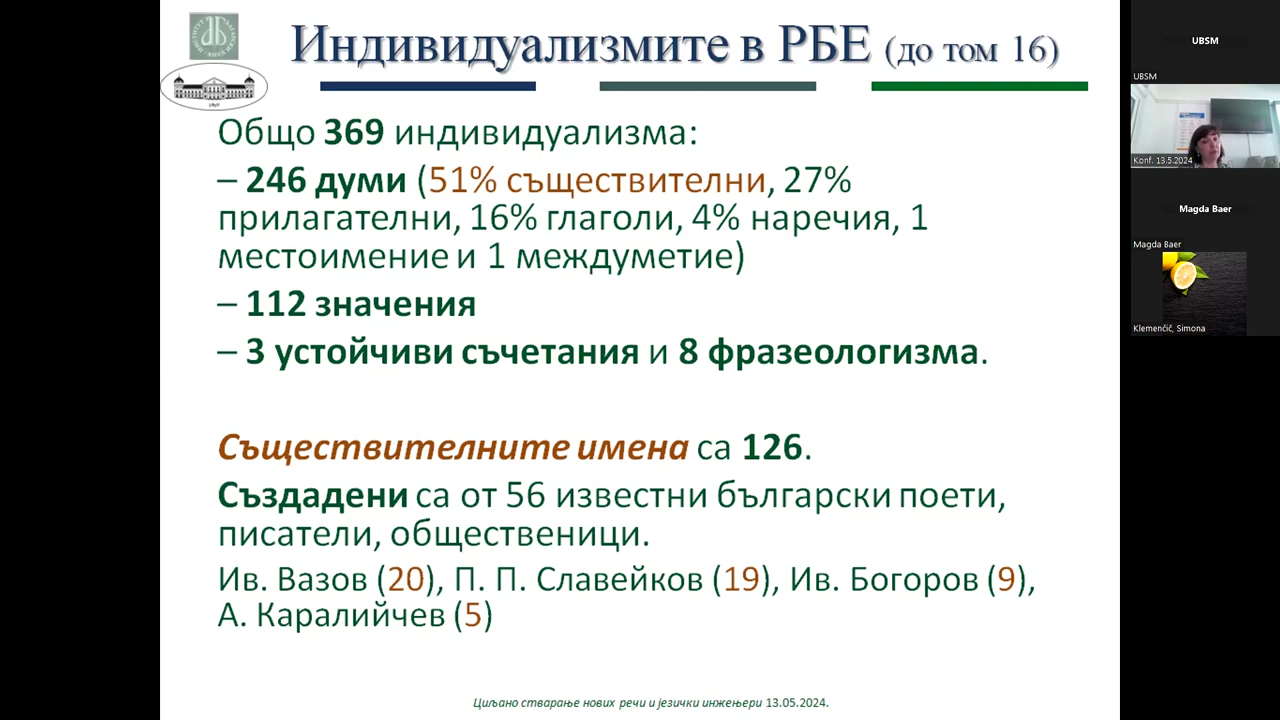 Индивидуализмите в РБЕ (до том 16)
Общо 369 индивидуализма:
– 246 думи (51% съществителни, 27%
прилагателни, 16% глаголи, 4% наречия, 1
местоимение и 1 междуметие)
– 112 значения
– 3 устойчиви съчетания и 8 фразеологизма.
Съществителните имена са 126.
Създадени са от 56 известни български поети,
писатели, общественици.
Ив. Вазов (20), П. П. Славейков (19), Ив. Богоров (9),
А. Каралийчев (5)
Циљано стварање нових речи и језички инжењери 13.05.2024.
UBSM
UBSM
Konf. 13.5.2024
Magda Baer
Magda Baer
Klemenčić, Simona